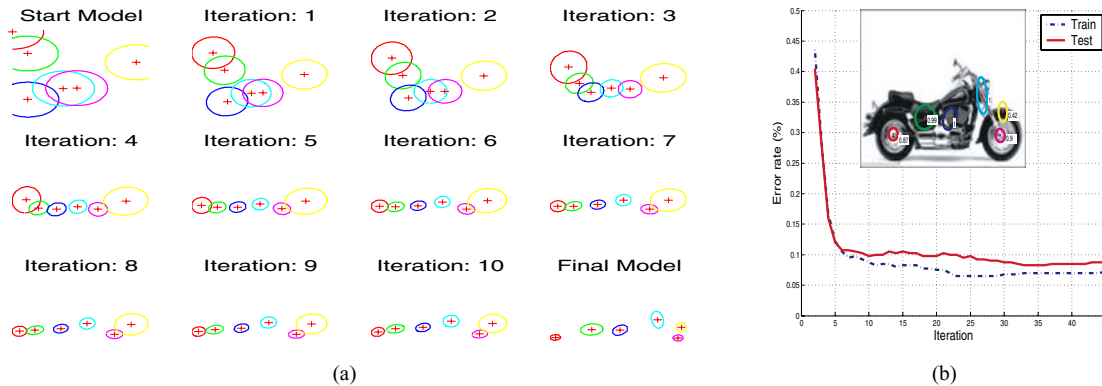 Start Model
Iteration: 1
Iteration: 2
Iteration: 3
Iteration: 4
Iteration: 5
Iteration: 6
Iteration: 7
Iteration: 8
Iteration: 9
Iteration: 10
Final Model
(a)
Error rate (%)
0.5
0.45
0.4
0.35
0.3
0.25
0.2
0.15
0.1
0.05
0
0 5 10 15 20 25 30 35 40
Iteration
Train
Test
0.87
0.99
1
1
0.42
0.9
(b)